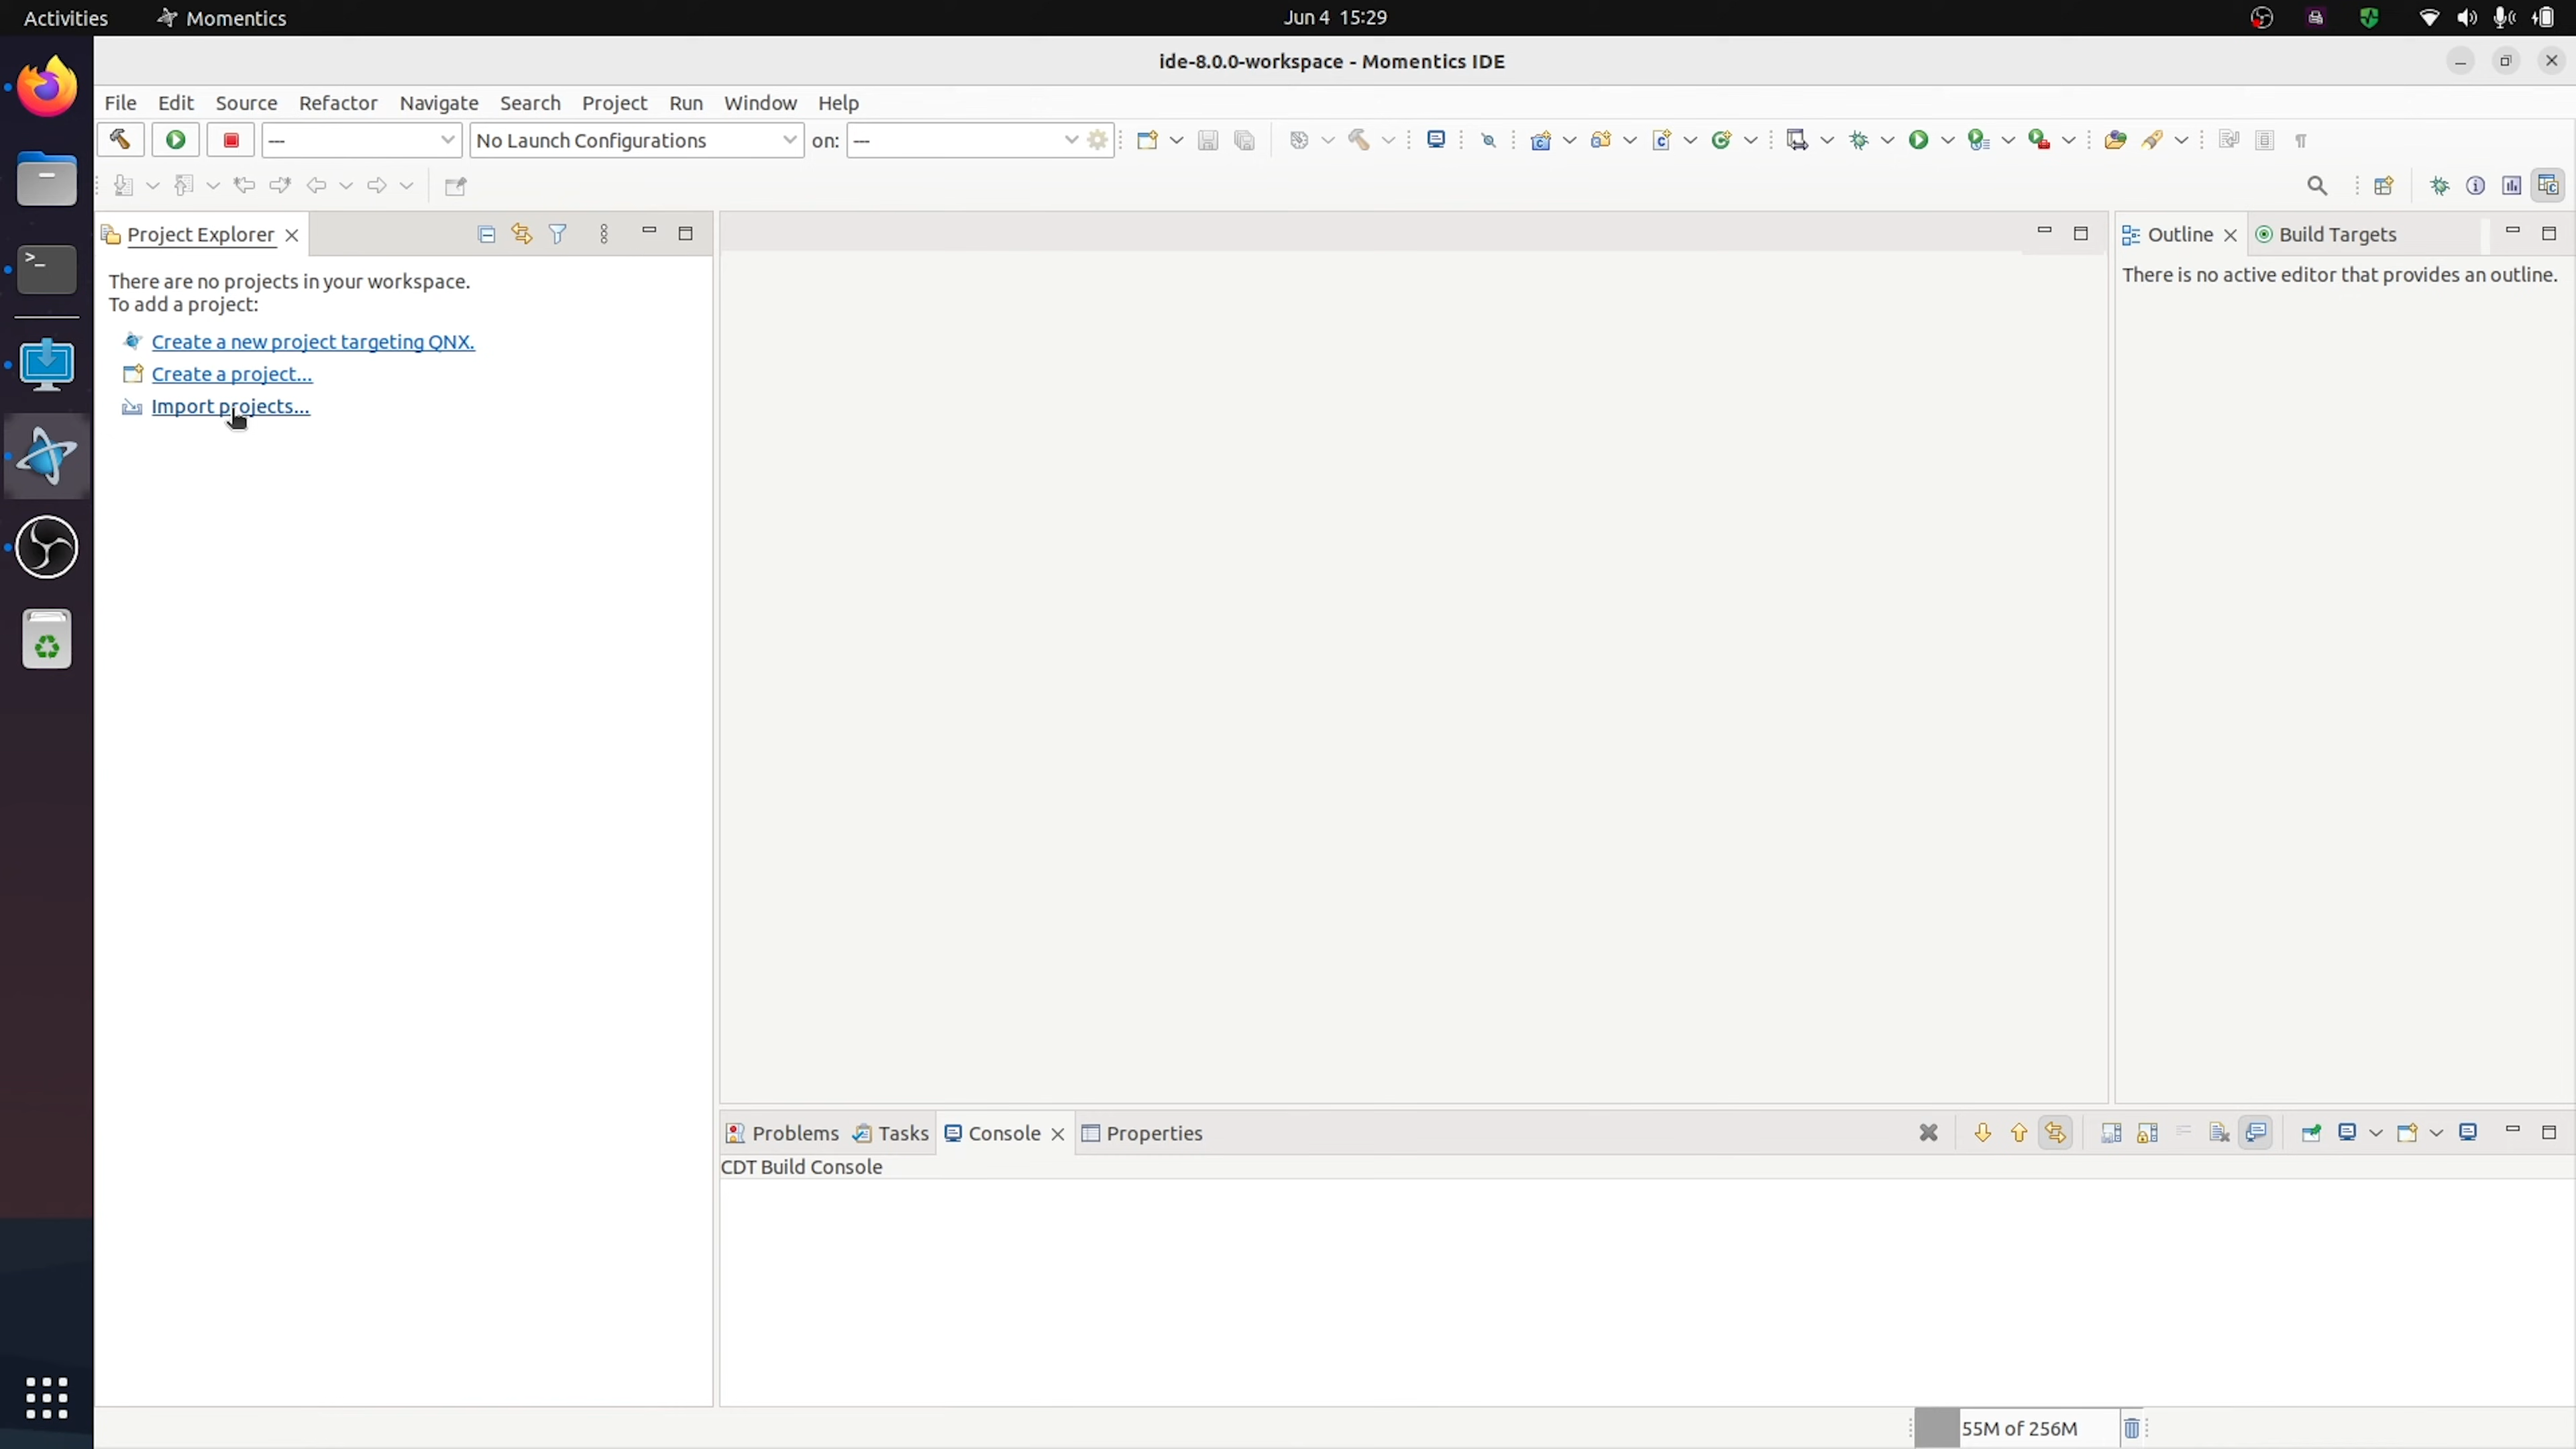 Activities
Momentics
Jun 4 15:29
ide-8.0.0-workspace - Momentics IDE
File Edit Source Refactor Navigate Search Project Run Window Help
---
No Launch Configurations
on:
---
Project Explorer
There are no projects in your workspace.
To add a project:
Create a new project targeting QNX.
Create a project...
Import projects...
Outline
Build Targets
There is no active editor that provides an outline.
Problems
Tasks
Console
Properties
CDT Build Console
55M of 256M